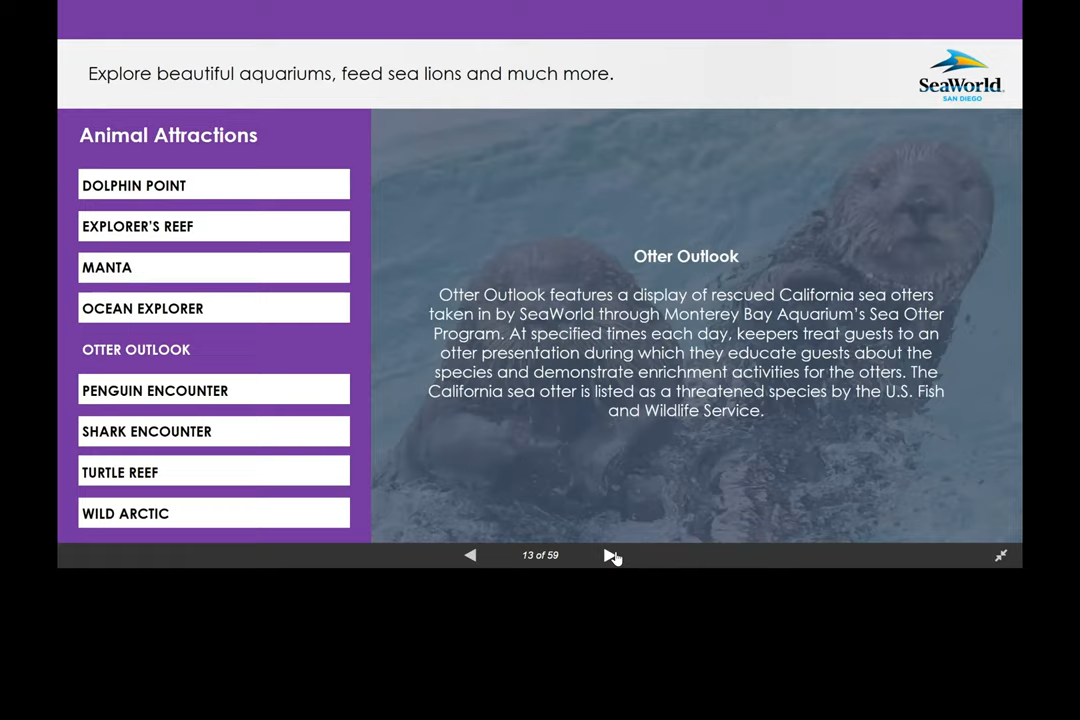 Explore beautiful aquariums, feed sea lions and much more.
SeaWorld
SAN DIEGO
Animal Attractions
DOLPHIN POINT
EXPLORER'S REEF
MANTA
OCEAN EXPLORER
OTTER OUTLOOK
PENGUIN ENCOUNTER
SHARK ENCOUNTER
TURTLE REEF
WILD ARCTIC
Otter Outlook
Otter Outlook features a display of rescued California sea otters
taken in by SeaWorld through Monterey Bay Aquarium's Sea Otter
Program. At specified times each day, keepers treat guests to an
otter presentation during which they educate guests about the
species and demonstrate enrichment activities for the otters. The
California sea otter is listed as a threatened species by the U.S. Fish
and Wildlife Service.
13 of 59